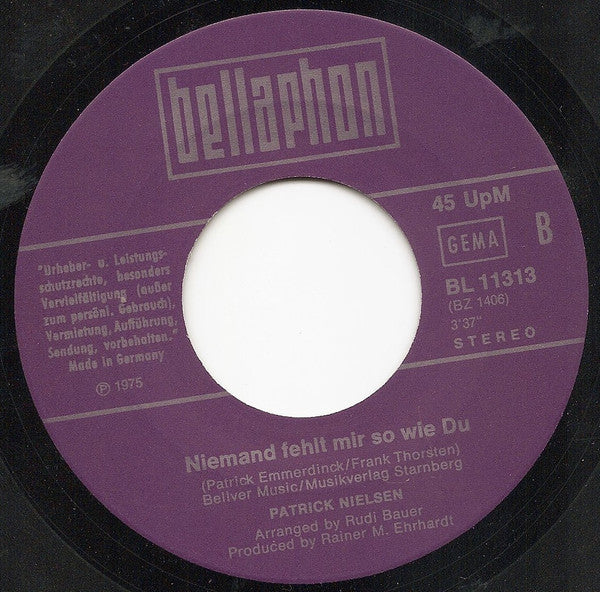 bellaphon
45 UpM
GEMA
B
BL 11313
(BZ 1406)
3'37"
STEREO
"Urheber- u. Leistungs-
schutzrechte, besonders
Vervielfältigung (außer
zum persönl. Gebrauch),
Vermietung, Aufführung,
Sendung, vorbehalten."
Made in Germany
Ⓟ 1975
Niemand fehlt mir so wie Du
(Patrick Emmerdinck/Frank Thorsten)
Bellver Music/Musikverlag Starnberg
PATRICK NIELSEN
Arranged by Rudi Bauer
Produced by Rainer M. Ehrhardt